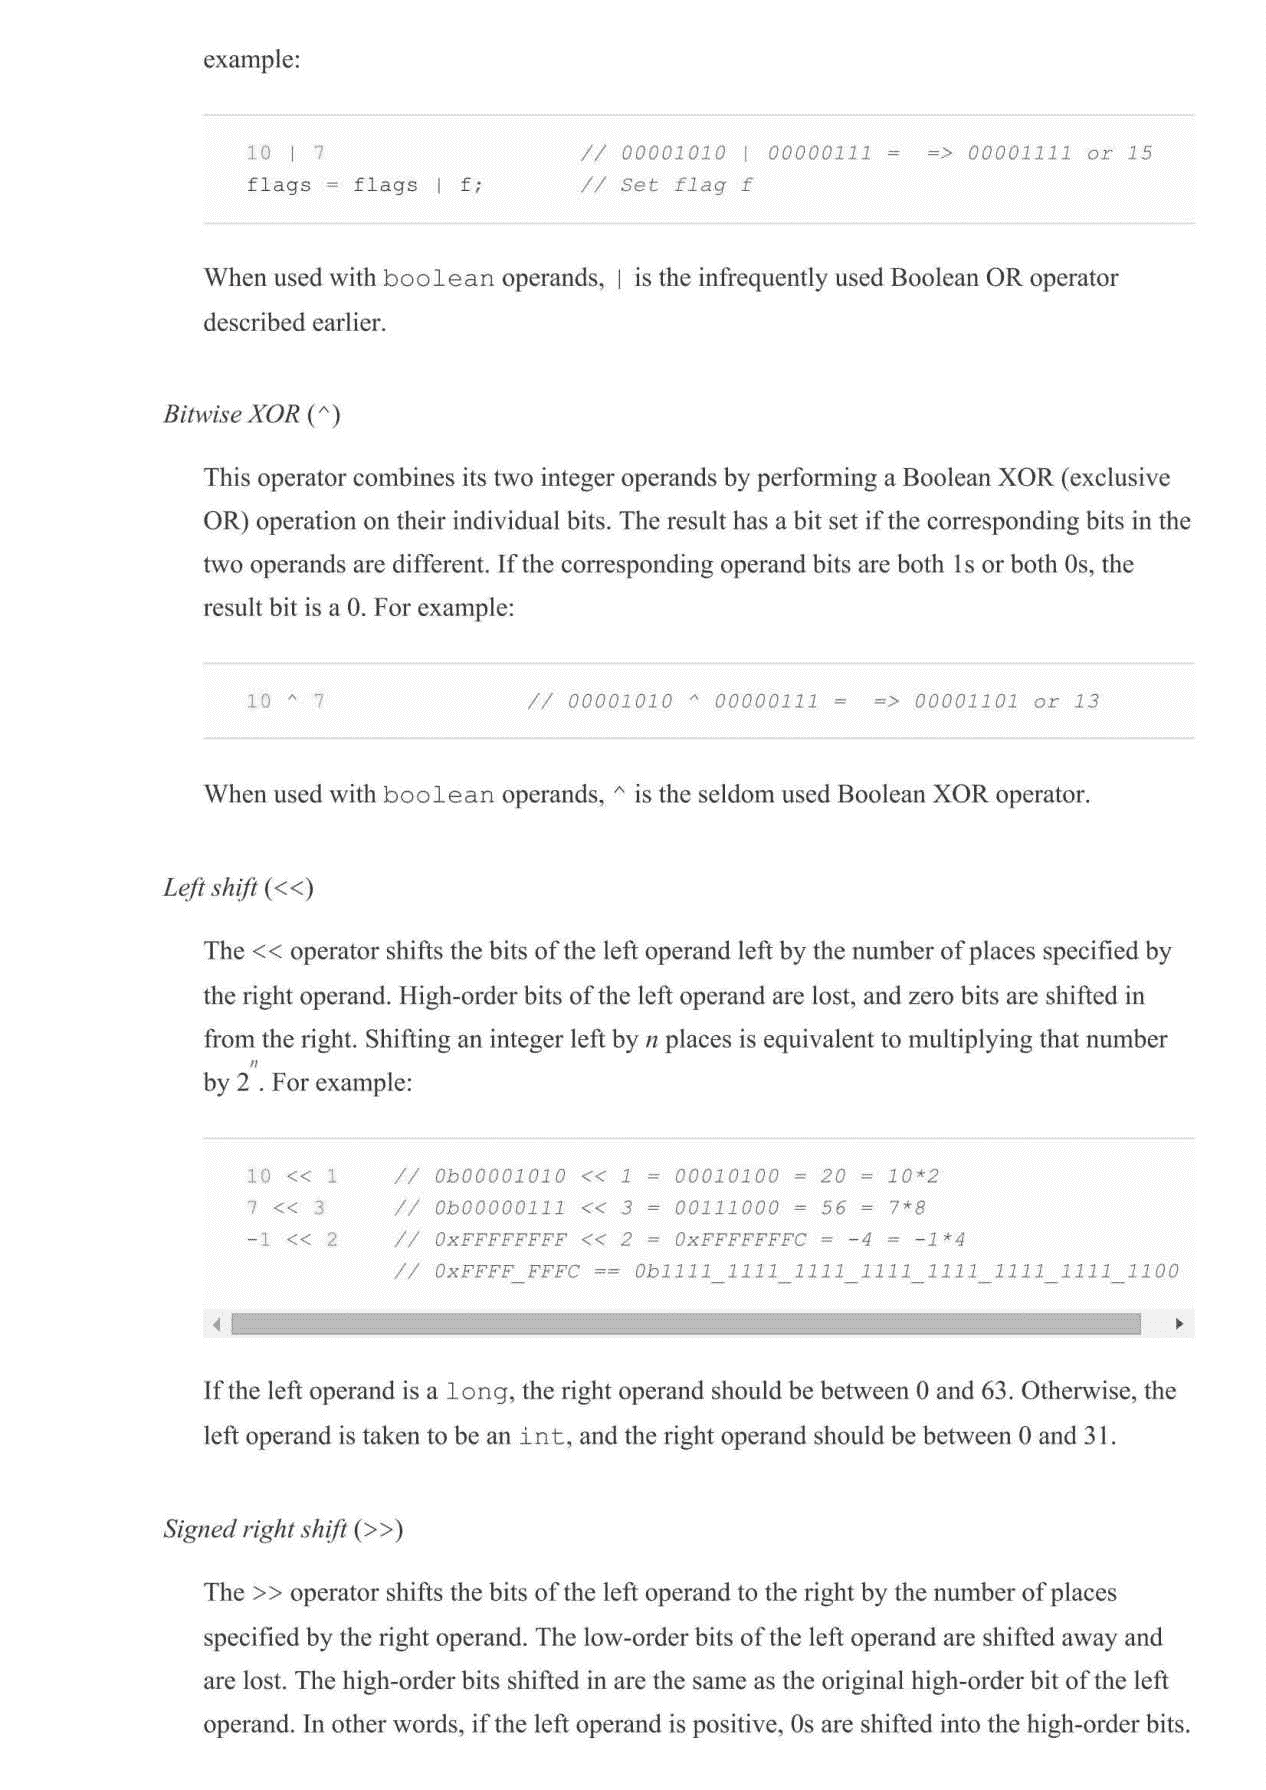 example:
10 | 7 // 00001010 | 00000111 = => 00001111 or 15
flags = flags | f; // Set flag f
When used with boolean operands, | is the infrequently used Boolean OR operator
described earlier.
Bitwise XOR (^)
This operator combines its two integer operands by performing a Boolean XOR (exclusive
OR) operation on their individual bits. The result has a bit set if the corresponding bits in the
two operands are different. If the corresponding operand bits are both 1s or both 0s, the
result bit is a 0. For example:
10 ^ 7 // 00001010 ^ 00000111 = => 00001101 or 13
When used with boolean operands, ^ is the seldom used Boolean XOR operator.
Left shift (<<)
The << operator shifts the bits of the left operand left by the number of places specified by
the right operand. High-order bits of the left operand are lost, and zero bits are shifted in
from the right. Shifting an integer left by n places is equivalent to multiplying that number
by 2ⁿ. For example:
10 << 1 // 0b00001010 << 1 = 00010100 = 20 = 10*2
7 << 3 // 0b00000111 << 3 = 00111000 = 56 = 7*8
-1 << 2 // 0xFFFFFFFF << 2 = 0xFFFFFFFC = -4 = -1*4
// 0xFFFF_FFFC == 0b1111_1111_1111_1111_1111_1111_1111_1100
If the left operand is a long, the right operand should be between 0 and 63. Otherwise, the
left operand is taken to be an int, and the right operand should be between 0 and 31.
Signed right shift (>>)
The >> operator shifts the bits of the left operand to the right by the number of places
specified by the right operand. The low-order bits of the left operand are shifted away and
are lost. The high-order bits shifted in are the same as the original high-order bit of the left
operand. In other words, if the left operand is positive, 0s are shifted into the high-order bits.